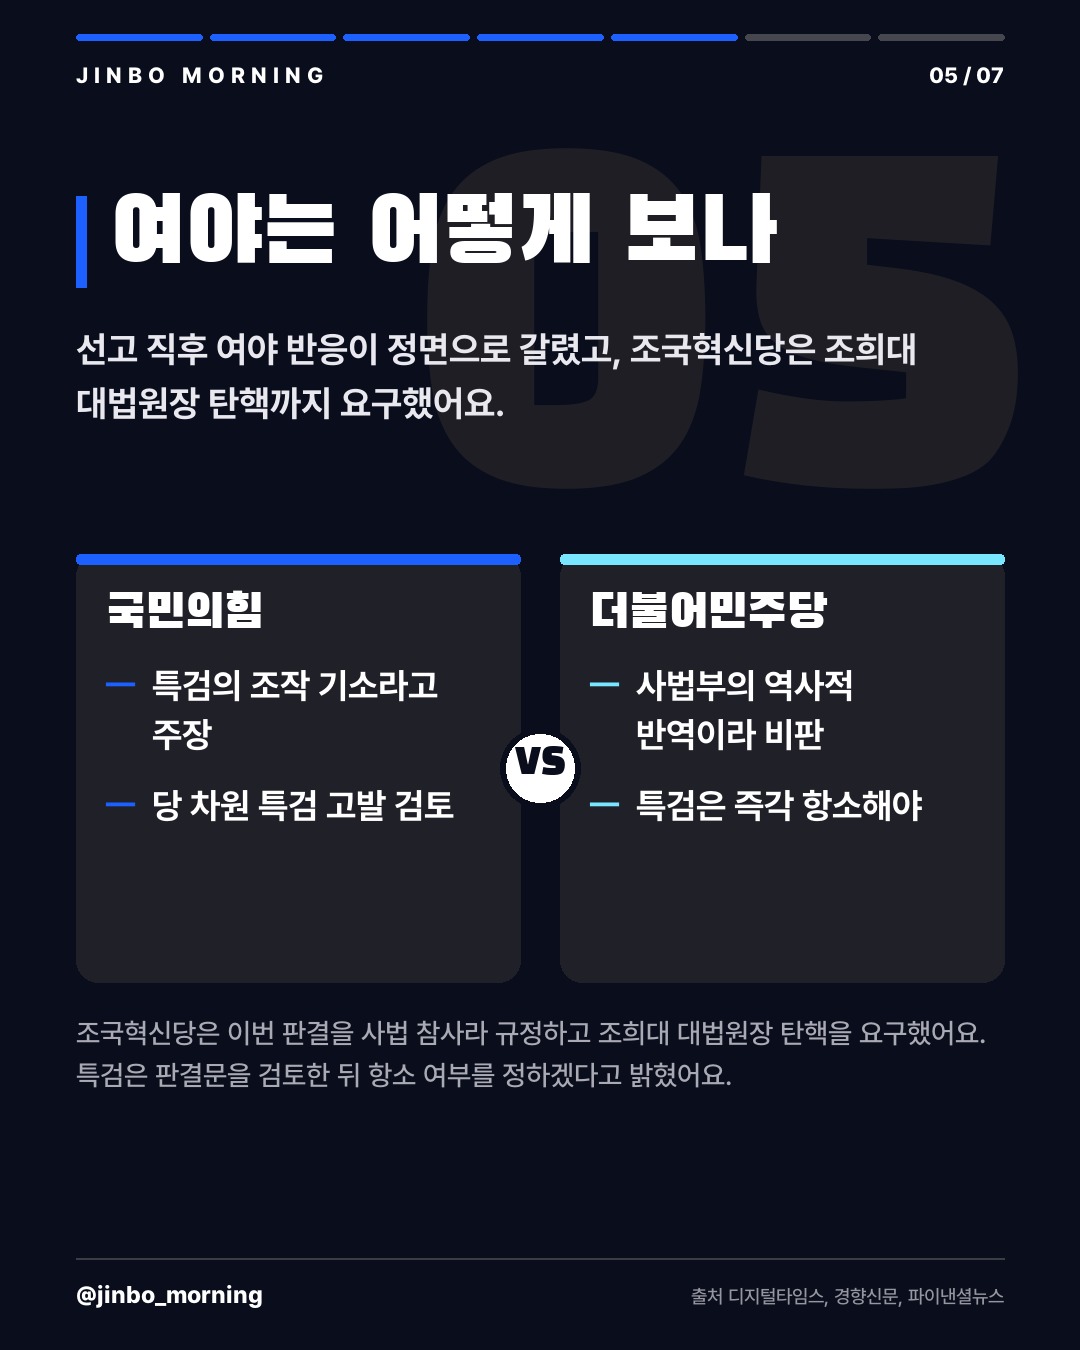 JINBO MORNING
05 / 07
05
여야는 어떻게 보나
선고 직후 여야 반응이 정면으로 갈렸고, 조국혁신당은 조희대
대법원장 탄핵까지 요구했어요.
국민의힘
— 특검의 조작 기소라고
주장
— 당 차원 특검 고발 검토
VS
더불어민주당
— 사법부의 역사적
반역이라 비판
— 특검은 즉각 항소해야
조국혁신당은 이번 판결을 사법 참사라 규정하고 조희대 대법원장 탄핵을 요구했어요.
특검은 판결문을 검토한 뒤 항소 여부를 정하겠다고 밝혔어요.
@jinbo_morning
출처 디지털타임스, 경향신문, 파이낸셜뉴스